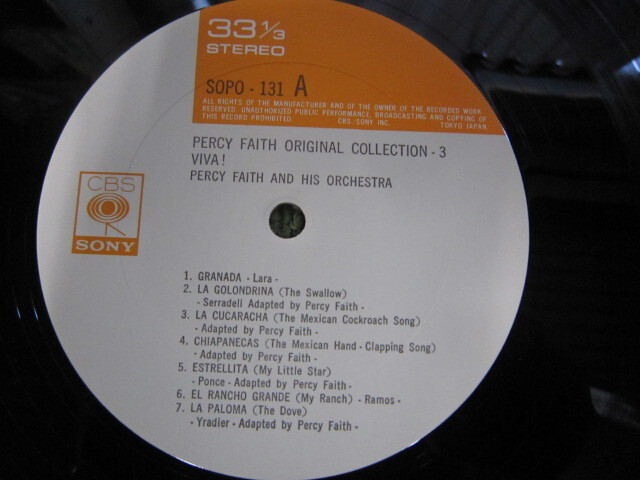 33 1/3
STEREO
SOPO - 131 A
ALL RIGHTS OF THE MANUFACTURER AND OF THE OWNER OF THE RECORDED WORK
RESERVED. UNAUTHORIZED PUBLIC PERFORMANCE, BROADCASTING AND COPYING OF
THIS RECORD PROHIBITED. CBS. SONY INC. TOKYO JAPAN.
PERCY FAITH ORIGINAL COLLECTION - 3
VIVA!
PERCY FAITH AND HIS ORCHESTRA
CBS
SONY
1. GRANADA - Lara -
2. LA GOLONDRINA (The Swallow)
- Serradell Adapted by Percy Faith -
3. LA CUCARACHA (The Mexican Cockroach Song)
- Adapted by Percy Faith -
4. CHIAPANECAS (The Mexican Hand - Clapping Song)
- Adapted by Percy Faith -
5. ESTRELLITA (My Little Star)
- Ponce - Adapted by Percy Faith -
6. EL RANCHO GRANDE (My Ranch) - Ramos -
7. LA PALOMA (The Dove)
- Yradier - Adapted by Percy Faith -